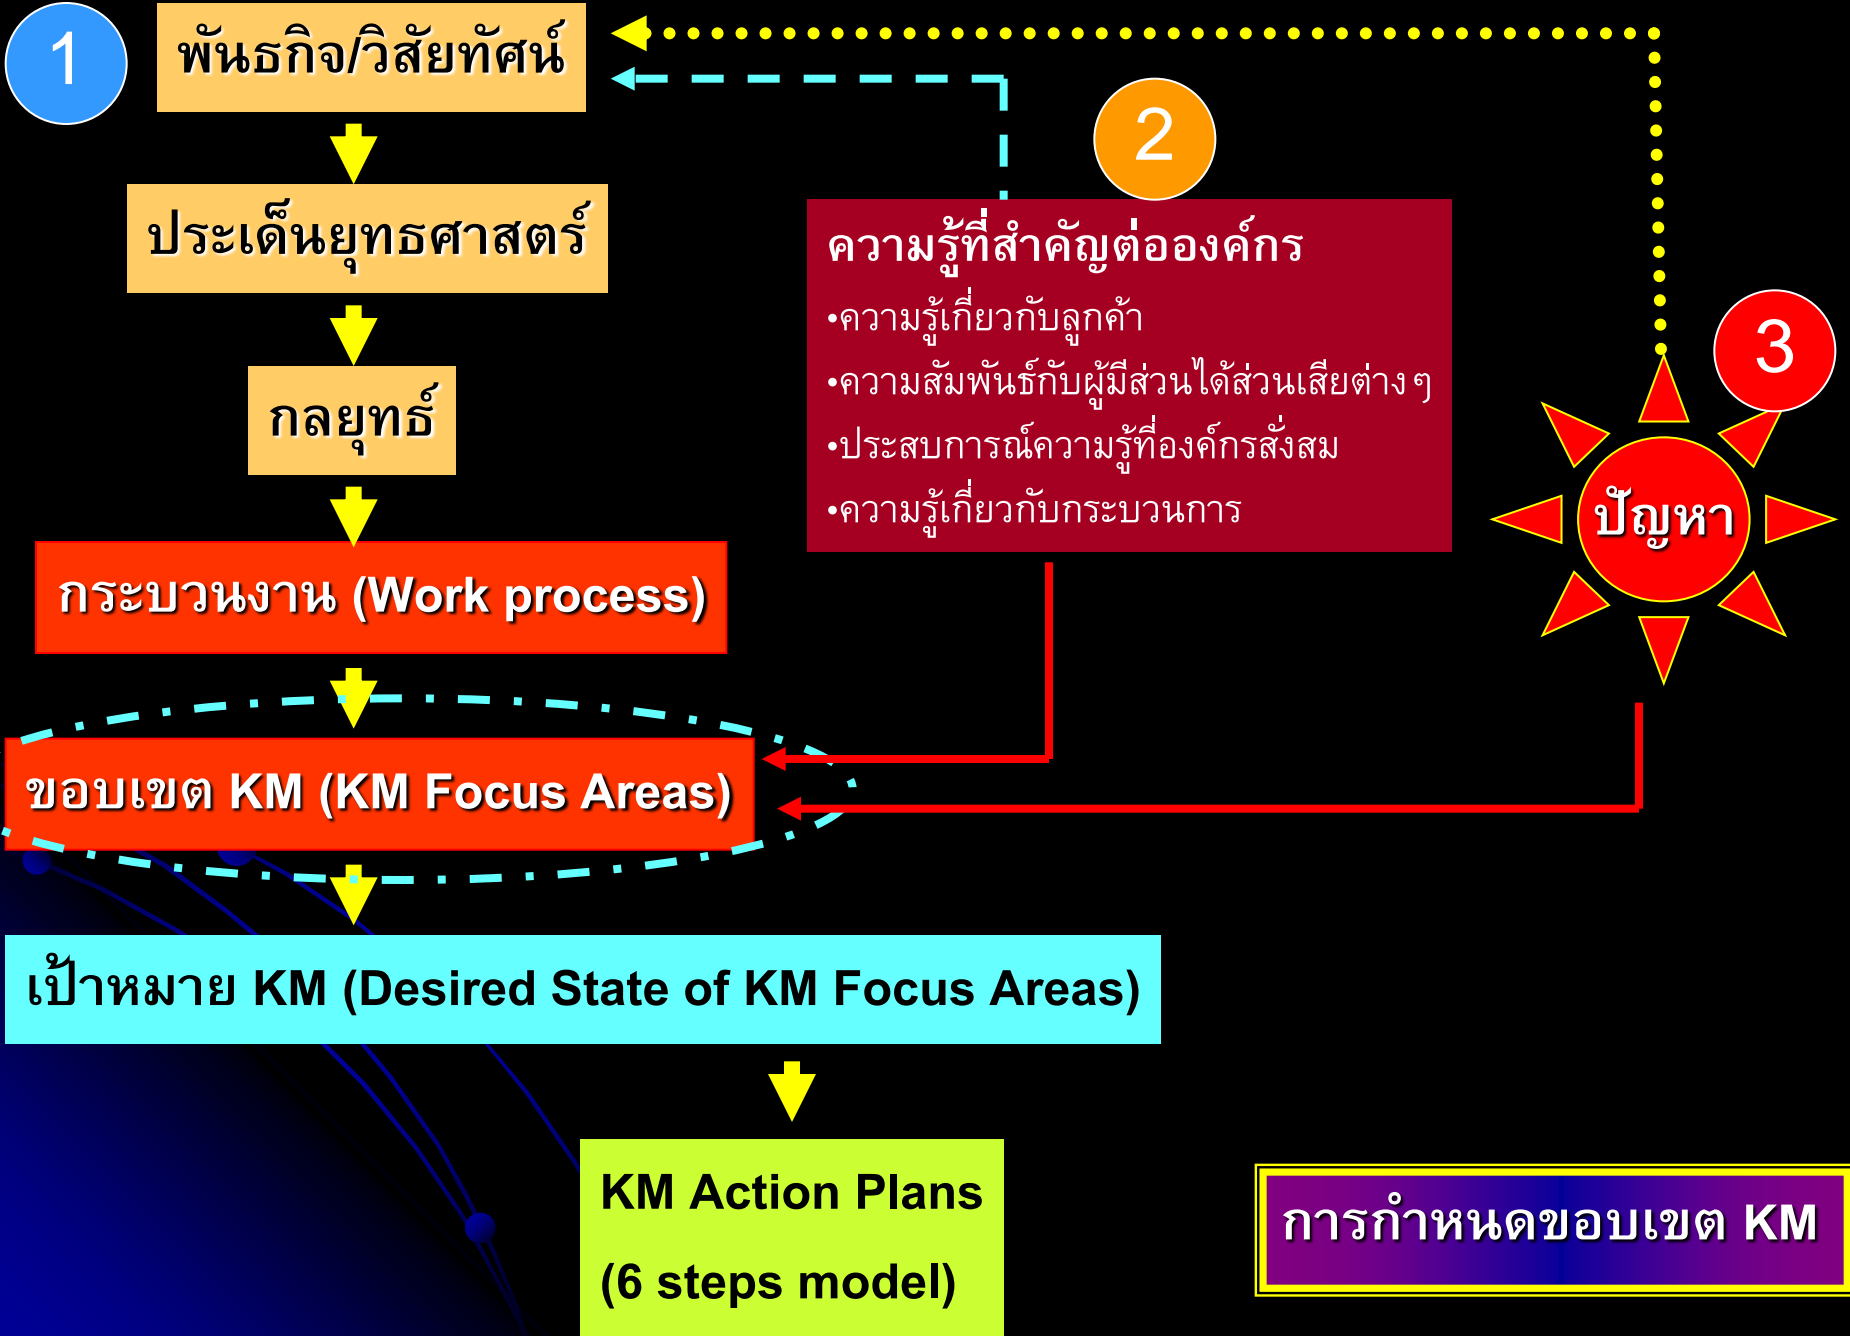 1
พันธกิจ/วิสัยทัศน์
ประเด็นยุทธศาสตร์
กลยุทธ์
กระบวนงาน (Work process)
ขอบเขต KM (KM Focus Areas)
เป้าหมาย KM (Desired State of KM Focus Areas)
KM Action Plans
(6 steps model)
2
ความรู้ที่สำคัญต่อองค์กร
•ความรู้เกี่ยวกับลูกค้า
•ความสัมพันธ์กับผู้มีส่วนได้ส่วนเสียต่าง ๆ
•ประสบการณ์ความรู้ที่องค์กรสั่งสม
•ความรู้เกี่ยวกับกระบวนการ
3
ปัญหา
การกำหนดขอบเขต KM